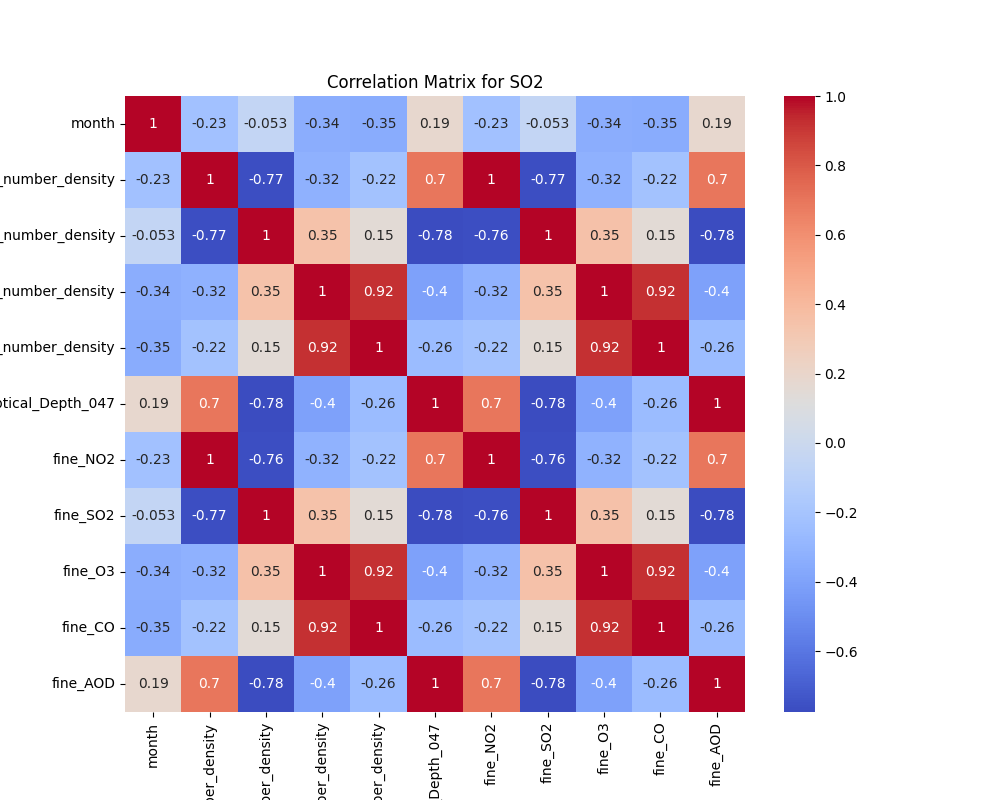 Correlation Matrix for SO2
month 1 -0.23 -0.053 -0.34 -0.35 0.19 -0.23 -0.053 -0.34 -0.35 0.19
_number_density -0.23 1 -0.77 -0.32 -0.22 0.7 1 -0.77 -0.32 -0.22 0.7
_number_density -0.053 -0.77 1 0.35 0.15 -0.78 -0.76 1 0.35 0.15 -0.78
_number_density -0.34 -0.32 0.35 1 0.92 -0.4 -0.32 0.35 1 0.92 -0.4
_number_density -0.35 -0.22 0.15 0.92 1 -0.26 -0.22 0.15 0.92 1 -0.26
ptical_Depth_047 0.19 0.7 -0.78 -0.4 -0.26 1 0.7 -0.78 -0.4 -0.26 1
fine_NO2 -0.23 1 -0.76 -0.32 -0.22 0.7 1 -0.76 -0.32 -0.22 0.7
fine_SO2 -0.053 -0.77 1 0.35 0.15 -0.78 -0.76 1 0.35 0.15 -0.78
fine_O3 -0.34 -0.32 0.35 1 0.92 -0.4 -0.32 0.35 1 0.92 -0.4
fine_CO -0.35 -0.22 0.15 0.92 1 -0.26 -0.22 0.15 0.92 1 -0.26
fine_AOD 0.19 0.7 -0.78 -0.4 -0.26 1 0.7 -0.78 -0.4 -0.26 1
month
ber_density
ber_density
ber_density
ber_density
Depth_047
fine_NO2
fine_SO2
fine_O3
fine_CO
fine_AOD
1.0
0.8
0.6
0.4
0.2
0.0
−0.2
−0.4
−0.6